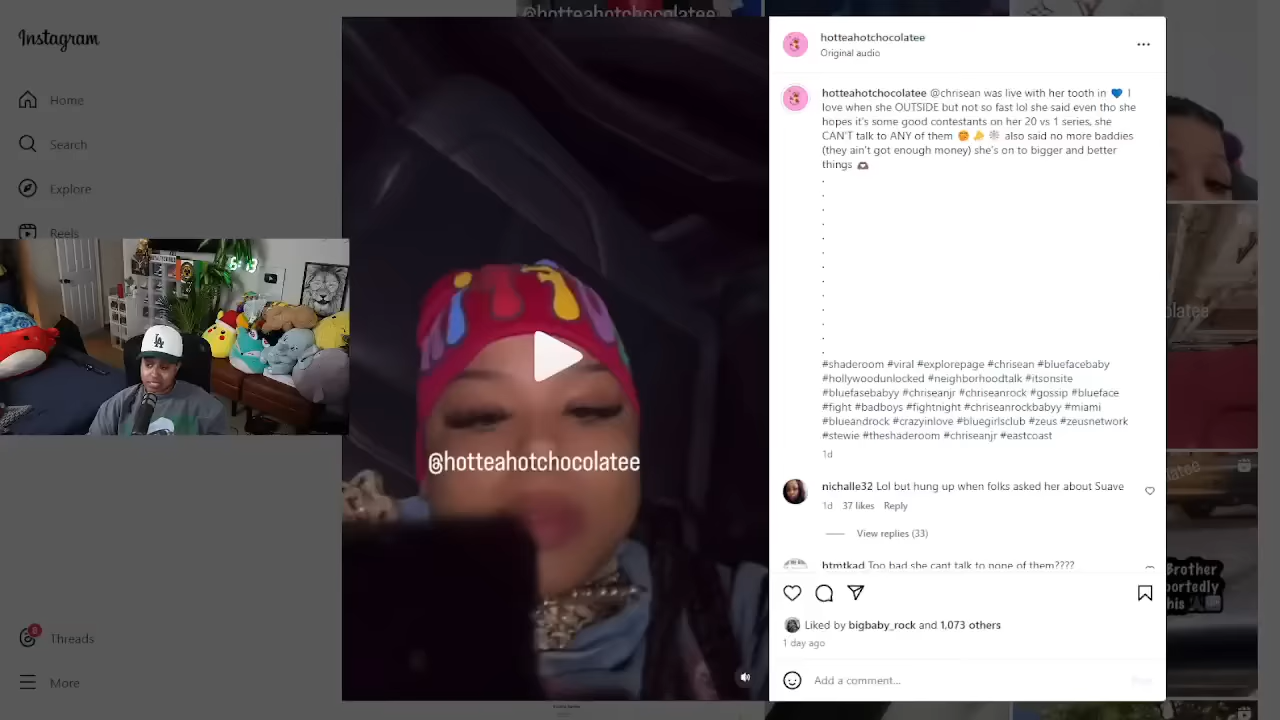 @hotteahotchocolatee
Instagram
Home
Search
Explore
Reels
6:13
LA
@hotteahotchocolatee
hotteahotchocolatee
Original audio
hotteahotchocolatee @chrisean was live with her tooth in 💙 I
love when she OUTSIDE but not so fast lol she said even tho she
hopes it's some good contestants on her 20 vs 1 series, she
CAN'T talk to ANY of them
also said no more baddies
(they ain't got enough money) she's on to bigger and better
things
.
.
.
.
.
.
.
.
.
.
.
.
.
#shaderoom #viral #explorepage #chrisean #bluefacebaby
#hollywoodunlocked #neighborhoodtalk #itsonsite
#bluefasebabyy #chriseanjr #chriseanrock #gossip #blueface
#fight #badboys #fightnight #chriseanrockbabyy #miami
#blueandrock #crazyinlove #bluegirlsclub #zeus #zeusnetwork
#stewie #theshaderoom #chriseanjr #eastcoast
1d
nichalle32 Lol but hung up when folks asked her about Suave
1d 37 likes Reply
View replies (33)
htmtkad Too bad she cant talk to none of them????
Liked by bigbaby_rock and 1,073 others
1 day ago
Add a comment...
Threads
More
Brother